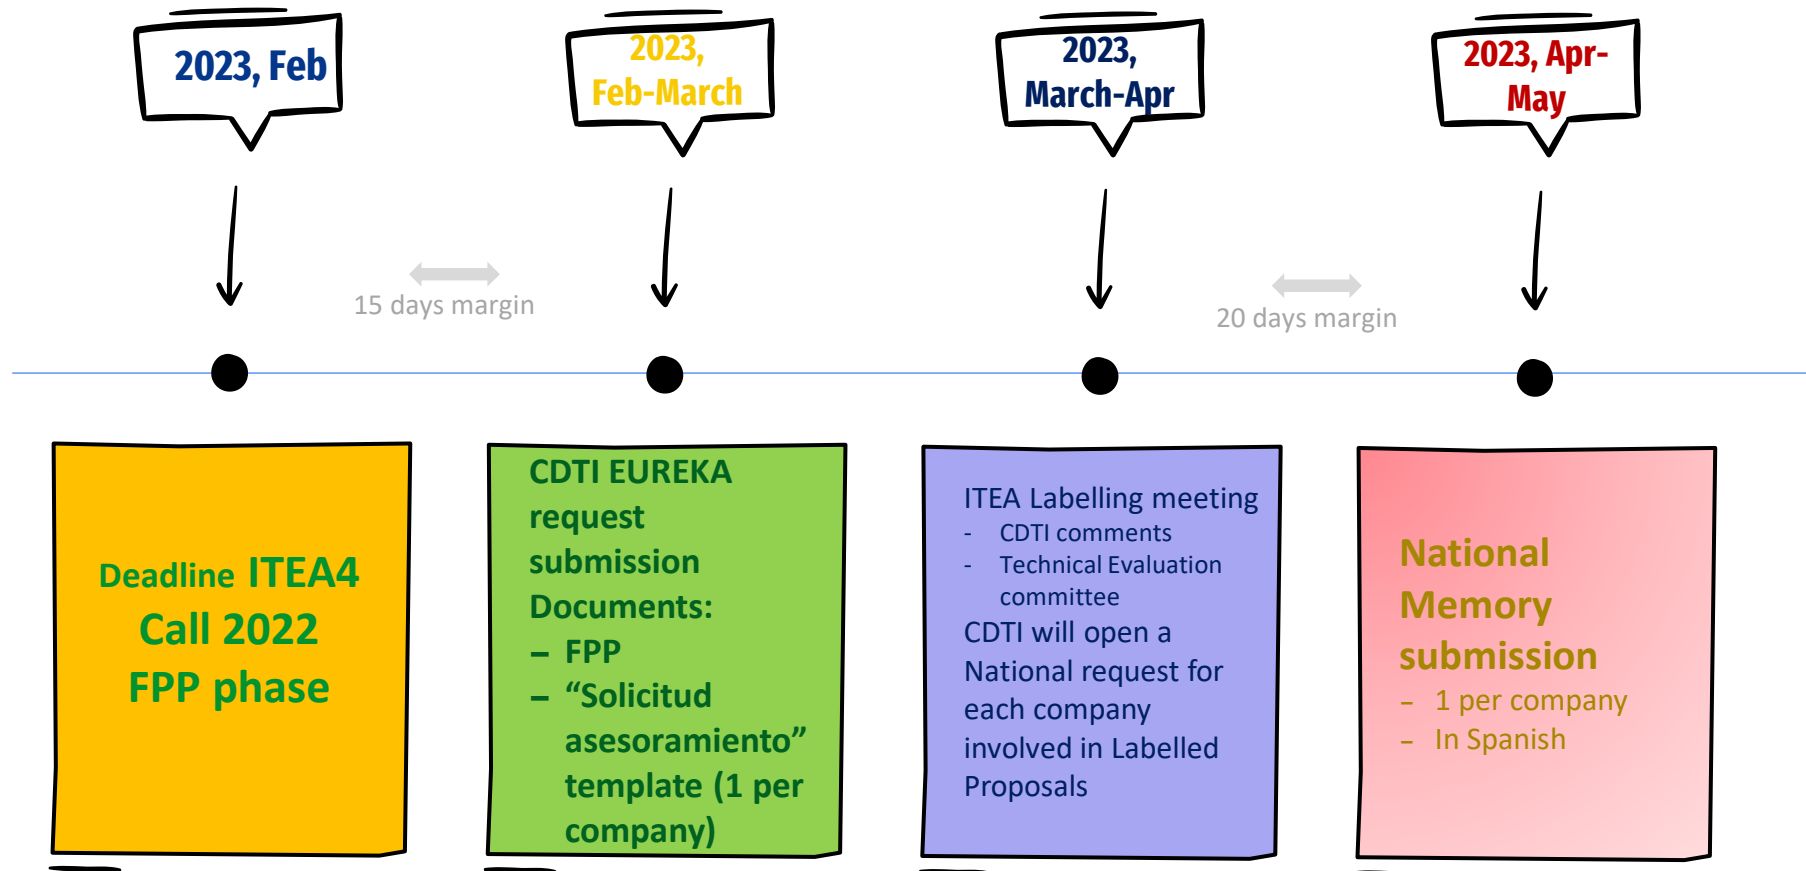 2023, Feb
2023,
Feb-March
2023,
March-Apr
2023, Apr-
May
15 days margin
20 days margin
Deadline ITEA4
Call 2022
FPP phase
CDTI EUREKA
request
submission
Documents:
– FPP
– “Solicitud
asesoramiento”
template (1 per
company)
ITEA Labelling meeting
- CDTI comments
- Technical Evaluation
committee
CDTI will open a
National request for
each company
involved in Labelled
Proposals
National
Memory
submission
– 1 per company
– In Spanish